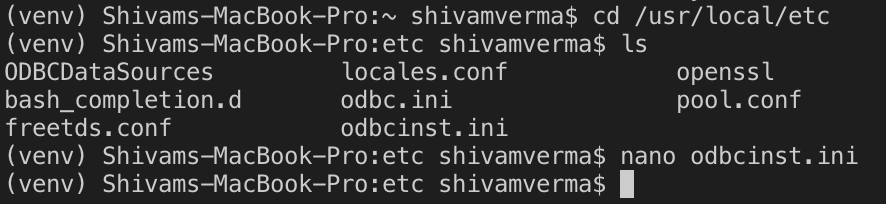 (venv) Shivams-MacBook-Pro:~ shivamverma$ cd /usr/local/etc
(venv) Shivams-MacBook-Pro:etc shivamverma$ ls
ODBCDataSources locales.conf openssl
bash_completion.d odbc.ini pool.conf
freetds.conf odbcinst.ini
(venv) Shivams-MacBook-Pro:etc shivamverma$ nano odbcinst.ini
(venv) Shivams-MacBook-Pro:etc shivamverma$